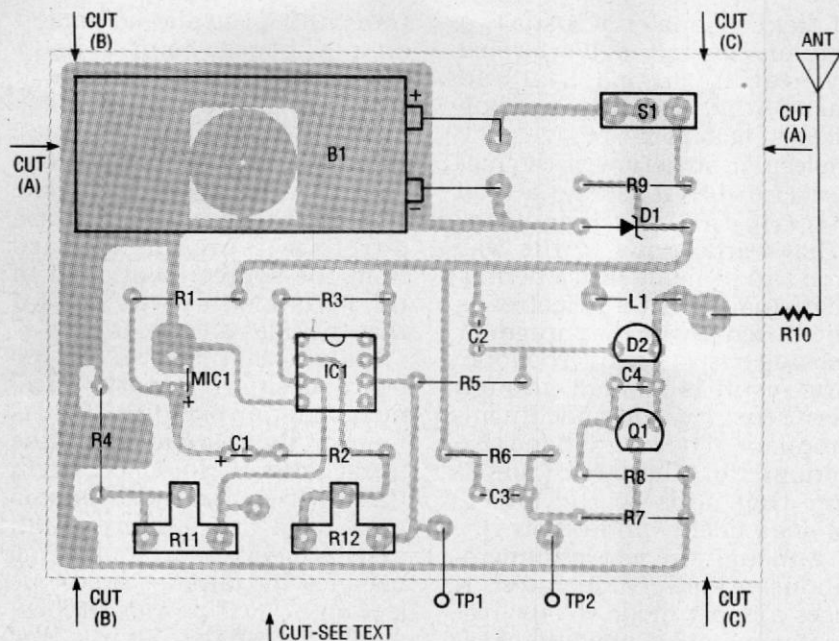 CUT
(B)
CUT
(C)
ANT
+
B1
S1
CUT
(A)
CUT
(A)
−
R9
D1
R1
R3
L1
C2
R10
D2
MIC1
+
IC1
R5
C4
R4
Q1
C1
+
R2
R6
R8
C3
R7
R11
R12
TP1
TP2
CUT
(B)
CUT-SEE TEXT
CUT
(C)